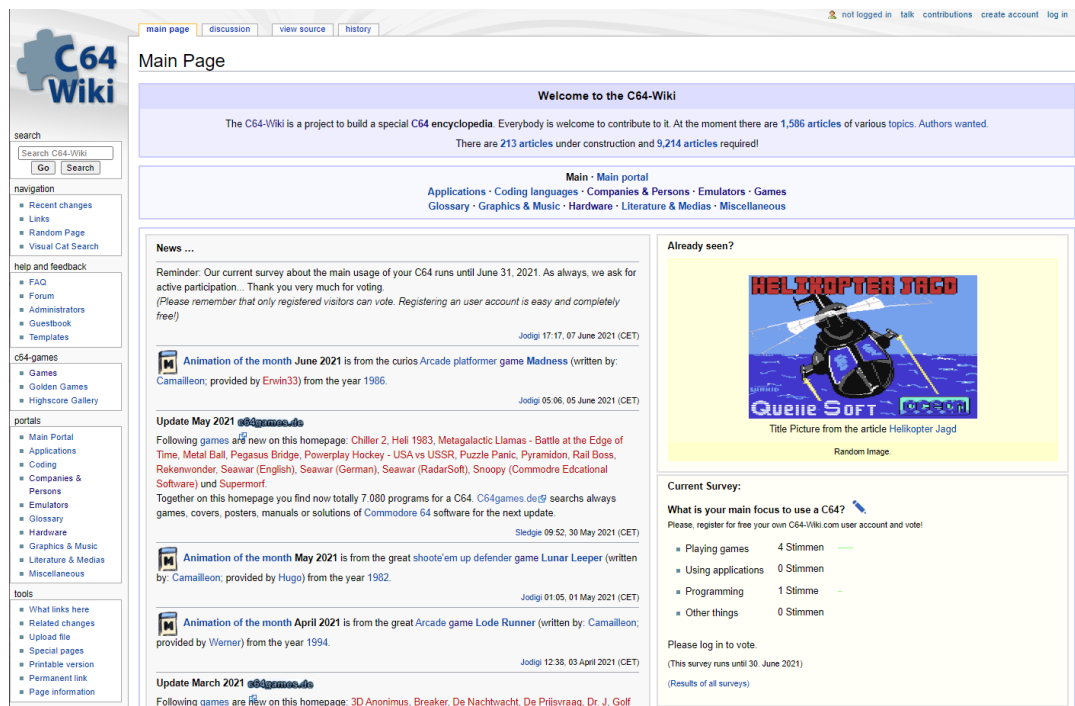 not logged in talk contributions create account log in
main page discussion view source history
C64
Wiki
Main Page
Welcome to the C64-Wiki
The C64-Wiki is a project to build a special C64 encyclopedia. Everybody is welcome to contribute to it. At the moment there are 1,586 articles of various topics. Authors wanted.
There are 213 articles under construction and 9,214 articles required!
Main · Main portal
Applications · Coding languages · Companies & Persons · Emulators · Games
Glossary · Graphics & Music · Hardware · Literature & Medias · Miscellaneous
search
Search C64-Wiki
Go Search
navigation
Recent changes
Links
Random Page
Visual Cat Search
help and feedback
FAQ
Forum
Administrators
Guestbook
Templates
c64-games
Games
Golden Games
Highscore Gallery
portals
Main Portal
Applications
Coding
Companies &
Persons
Emulators
Glossary
Hardware
Graphics & Music
Literature & Medias
Miscellaneous
tools
What links here
Related changes
Upload file
Special pages
Printable version
Permanent link
Page information
News ...
Reminder: Our current survey about the main usage of your C64 runs until June 31, 2021. As always, we ask for
active participation... Thank you very much for voting.
(Please remember that only registered visitors can vote. Registering an user account is easy and completely
free!)
Jodigi 17:17, 07 June 2021 (CET)
Animation of the month June 2021 is from the curios Arcade platformer game Madness (written by:
Camailleon; provided by Erwin33) from the year 1986.
Jodigi 05:06, 05 June 2021 (CET)
Update May 2021 c64games.de
Following games are new on this homepage: Chiller 2, Heli 1983, Metagalactic Llamas - Battle at the Edge of
Time, Metal Ball, Pegasus Bridge, Powerplay Hockey - USA vs USSR, Puzzle Panic, Pyramidon, Rail Boss,
Rekenwonder, Seawar (English), Seawar (German), Seawar (RadarSoft), Snoopy (Commodre Edcational
Software) und Supermorf.
Together on this homepage you find now totally 7.080 programs for a C64. C64games.de searchs always
games, covers, posters, manuals or solutions of Commodore 64 software for the next update.
Sledgie 09:52, 30 May 2021 (CET)
Animation of the month May 2021 is from the great shoote'em up defender game Lunar Leeper (written
by: Camailleon; provided by Hugo) from the year 1982.
Jodigi 01:05, 01 May 2021 (CET)
Animation of the month April 2021 is from the great Arcade game Lode Runner (written by: Camailleon;
provided by Werner) from the year 1994.
Jodigi 12:38, 03 April 2021 (CET)
Update March 2021 c64games.de
Following games are new on this homepage: 3D Anonimus, Breaker, De Nachtwacht, De Prijsvraag, Dr. J. Golf
Already seen?
HELIKOPTER JAGD
Quelle Soft ocean
Title Picture from the article Helikopter Jagd
Random Image.
Current Survey:
What is your main focus to use a C64?
Please, register for free your own C64-Wiki.com user account and vote!
Playing games 4 Stimmen
Using applications 0 Stimmen
Programming 1 Stimme
Other things 0 Stimmen
Please log in to vote.
(This survey runs until 30. June 2021)
(Results of all surveys)